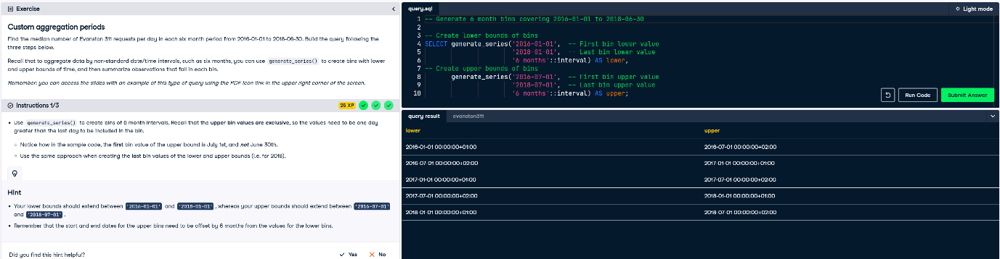 Exercise
Custom aggregation periods
Find the median number of Evanston 311 requests per day in each six month period from 2016-01-01 to 2018-06-30. Build the query following the
three steps below.
Recall that to aggregate data by non-standard date/time intervals, such as six months, you can use generate_series() to create bins with lower
and upper bounds of time, and then summarize observations that fall in each bin.
Remember: you can access the slides with an example of this type of query using the PDF icon link in the upper right corner of the screen.
Instructions 1/3
25 XP
Use generate_series() to create bins of 6 month intervals. Recall that the upper bin values are exclusive, so the values need to be one day
greater than the last day to be included in the bin.
Notice how in the sample code, the first bin value of the upper bound is July 1st, and not June 30th.
Use the same approach when creating the last bin values of the lower and upper bounds (i.e. for 2018).
Hint
Your lower bounds should extend between '2016-01-01' and '2018-01-01', whereas your upper bounds should extend between '2016-07-01'
and '2018-07-01'.
Remember that the start and end dates for the upper bins need to be offset by 6 months from the values for the lower bins.
Did you find this hint helpful?
Yes
No
query.sql
Light mode
1 -- Generate 6 month bins covering 2016-01-01 to 2018-06-30
2
3 -- Create lower bounds of bins
4 SELECT generate_series('2016-01-01', -- First bin lower value
5 '2018-01-01', -- Last bin lower value
6 '6 months'::interval) AS lower,
7 -- Create upper bounds of bins
8 generate_series('2016-07-01', -- First bin upper value
9 '2018-07-01', -- Last bin upper value
10 '6 months'::interval) AS upper;
Run Code
Submit Answer
query result
evanston311
lower upper
2016-01-01 00:00:00+01:00 2016-07-01 00:00:00+02:00
2016-07-01 00:00:00+02:00 2017-01-01 00:00:00+01:00
2017-01-01 00:00:00+01:00 2017-07-01 00:00:00+02:00
2017-07-01 00:00:00+02:00 2018-01-01 00:00:00+01:00
2018-01-01 00:00:00+01:00 2018-07-01 00:00:00+02:00